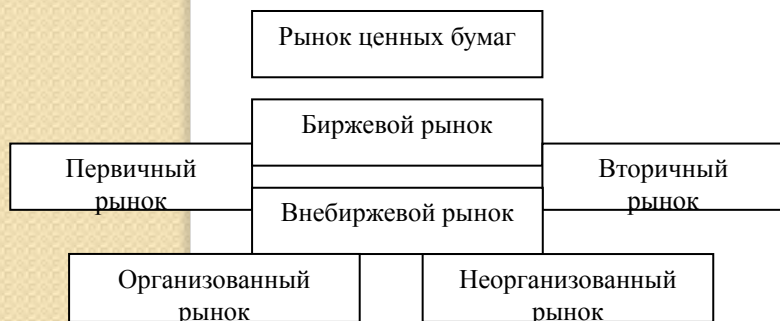 Рынок ценных бумаг
Биржевой рынок
Первичный
рынок
Вторичный
рынок
Внебиржевой рынок
Организованный
рынок
Неорганизованный
рынок